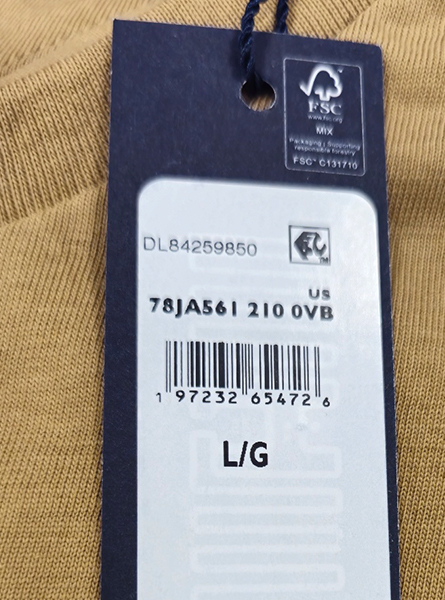 FSC
www.fsc.org
MIX
Packaging | Supporting
responsible forestry
FSC™ C131710
DL84259850
US
78JA561 210 0VB
1 97232 65472 6
L/G